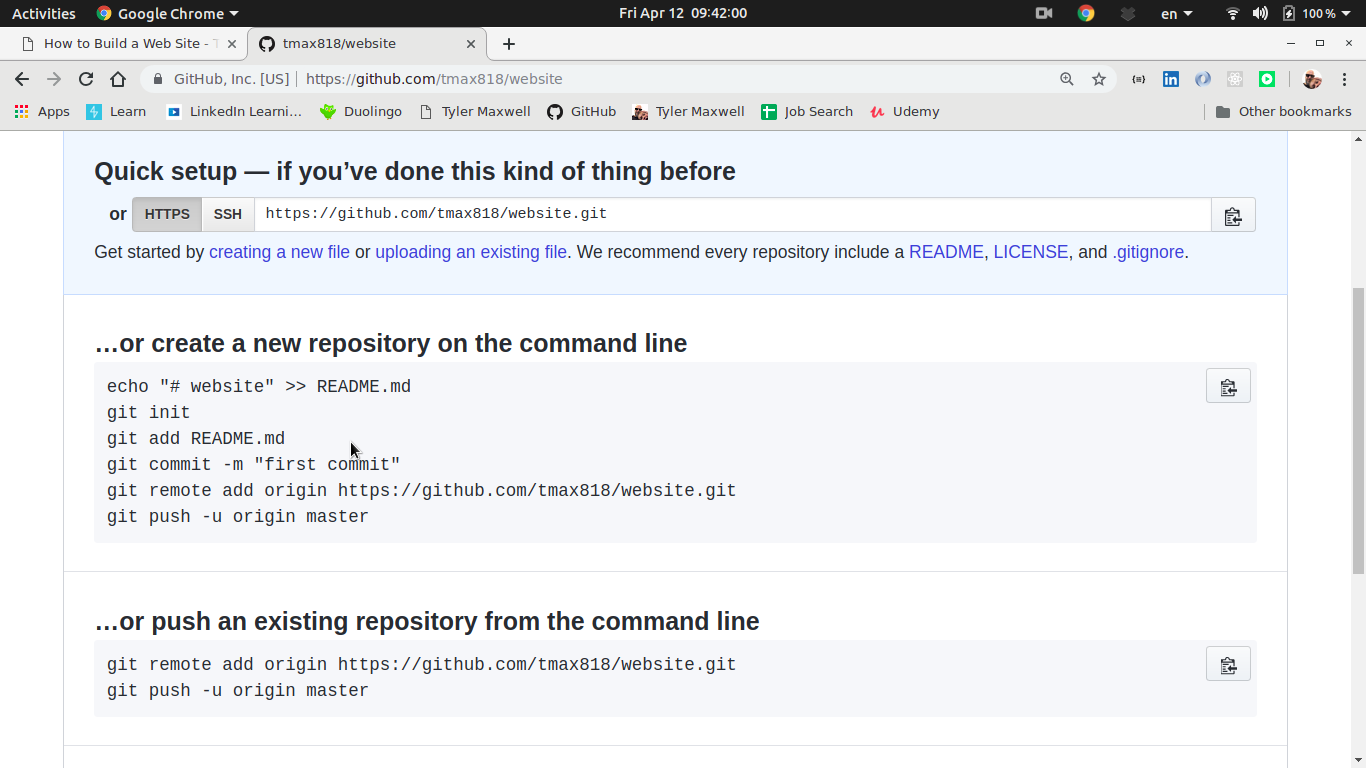 Activities Google Chrome Fri Apr 12 09:42:00 en 100 %
How to Build a Web Site - tmax818/website
GitHub, Inc. [US] https://github.com/tmax818/website
Apps Learn LinkedIn Learni… Duolingo Tyler Maxwell GitHub Tyler Maxwell Job Search Udemy Other bookmarks
Quick setup — if you’ve done this kind of thing before
or HTTPS SSH https://github.com/tmax818/website.git
Get started by creating a new file or uploading an existing file. We recommend every repository include a README, LICENSE, and .gitignore.
…or create a new repository on the command line
echo "# website" >> README.md
git init
git add README.md
git commit -m "first commit"
git remote add origin https://github.com/tmax818/website.git
git push -u origin master
…or push an existing repository from the command line
git remote add origin https://github.com/tmax818/website.git
git push -u origin master